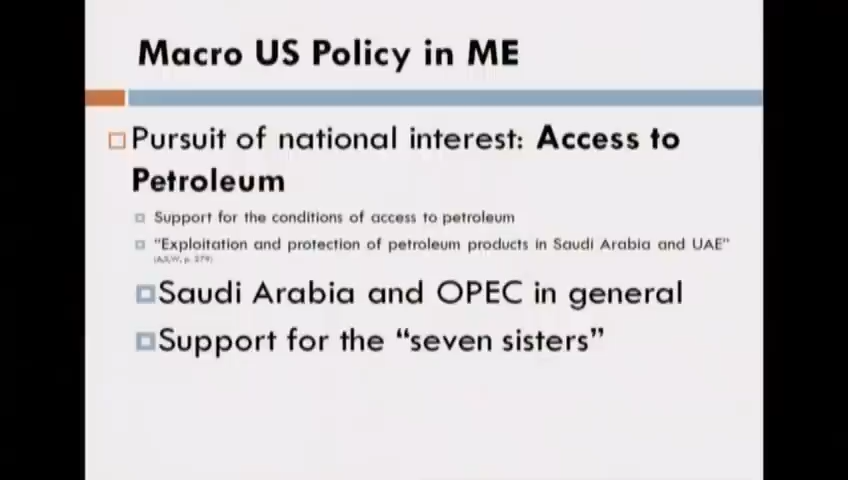 Macro US Policy in ME
Pursuit of national interest: Access to
Petroleum
Support for the conditions of access to petroleum
"Exploitation and protection of petroleum products in Saudi Arabia and UAE"
Saudi Arabia and OPEC in general
Support for the “seven sisters”